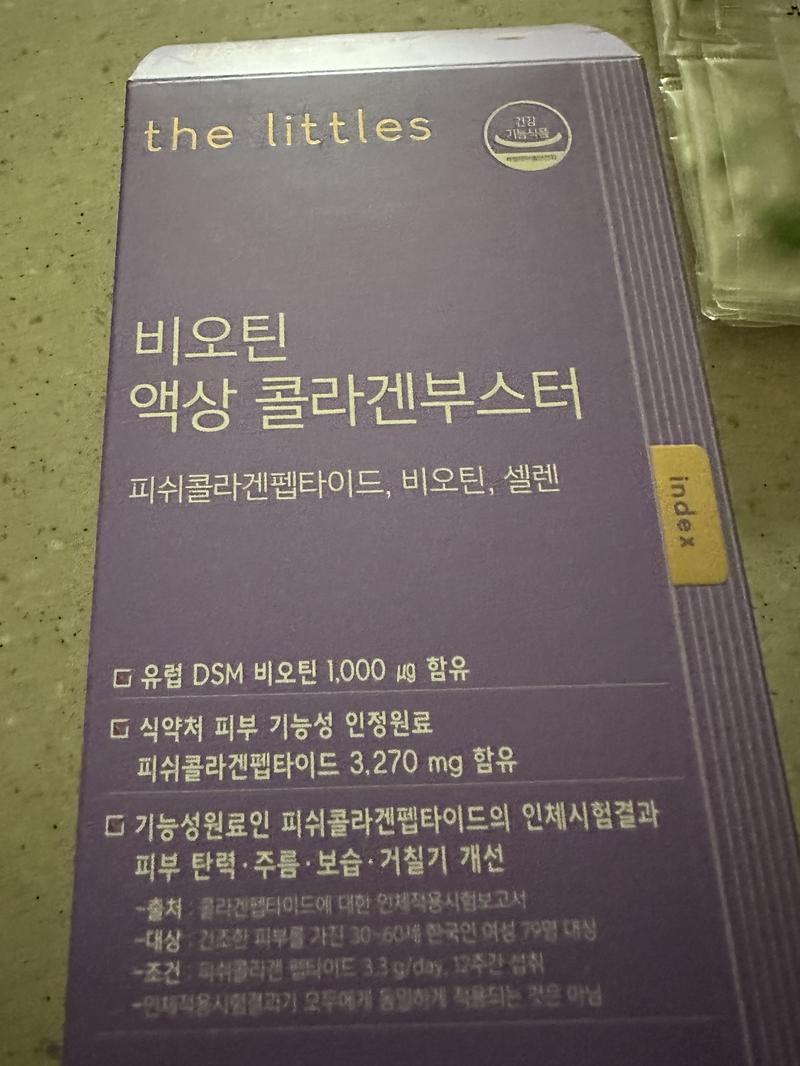 the littles
건강
기능식품
비오틴
액상 콜라겐부스터
피쉬콜라겐펩타이드, 비오틴, 셀렌
index
유럽 DSM 비오틴 1,000 ㎍ 함유
식약처 피부 기능성 인정원료
피쉬콜라겐펩타이드 3,270 mg 함유
기능성원료인 피쉬콜라겐펩타이드의 인체시험결과
피부 탄력·주름·보습·거칠기 개선
-출처 : 콜라겐펩타이드에 대한 인체적용시험보고서
-대상 : 건조한 피부를 가진 30~60세 한국인 여성 79명 대상
-조건 : 피쉬콜라겐 펩타이드 3.3 g/day, 12주간 섭취
-인체적용시험결과가 모두에게 동일하게 적용되는 것은 아님